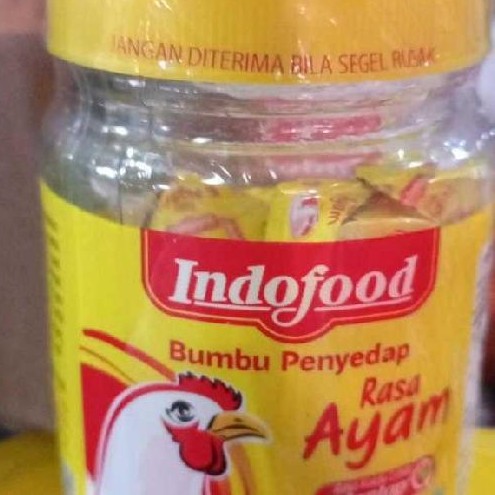 JANGAN DITERIMA BILA SEGEL RUSAK
Indofood
Bumbu Penyedap
Rasa
Ayam